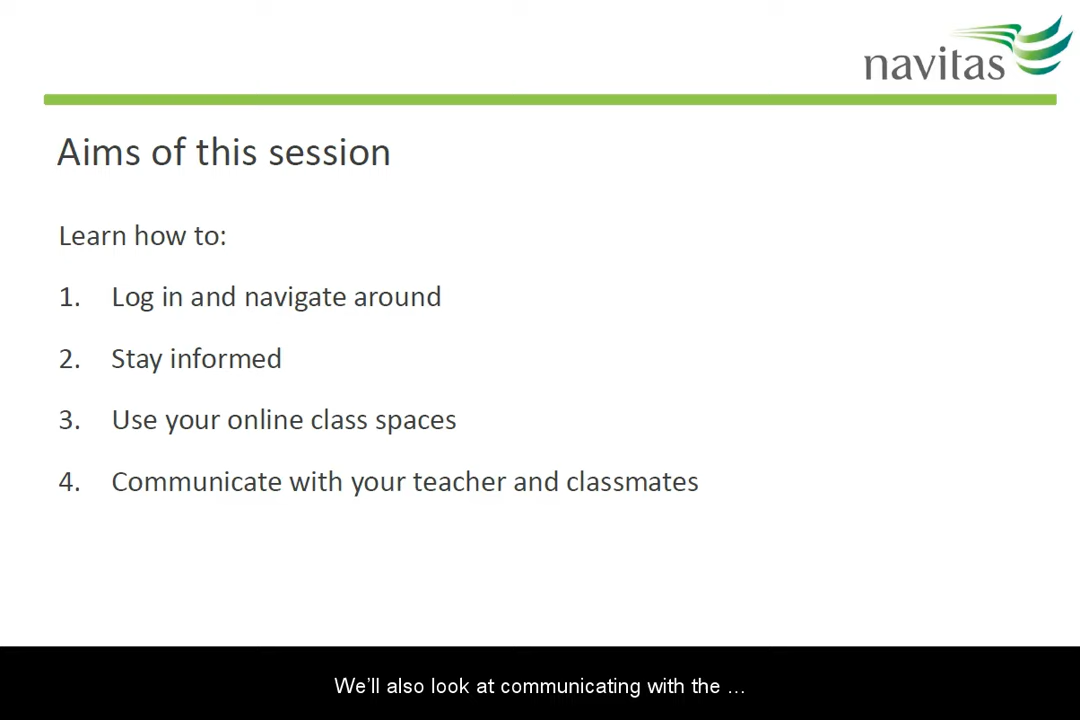 navitas
Aims of this session
Learn how to:
1. Log in and navigate around
2. Stay informed
3. Use your online class spaces
4. Communicate with your teacher and classmates
We’ll also look at communicating with the …